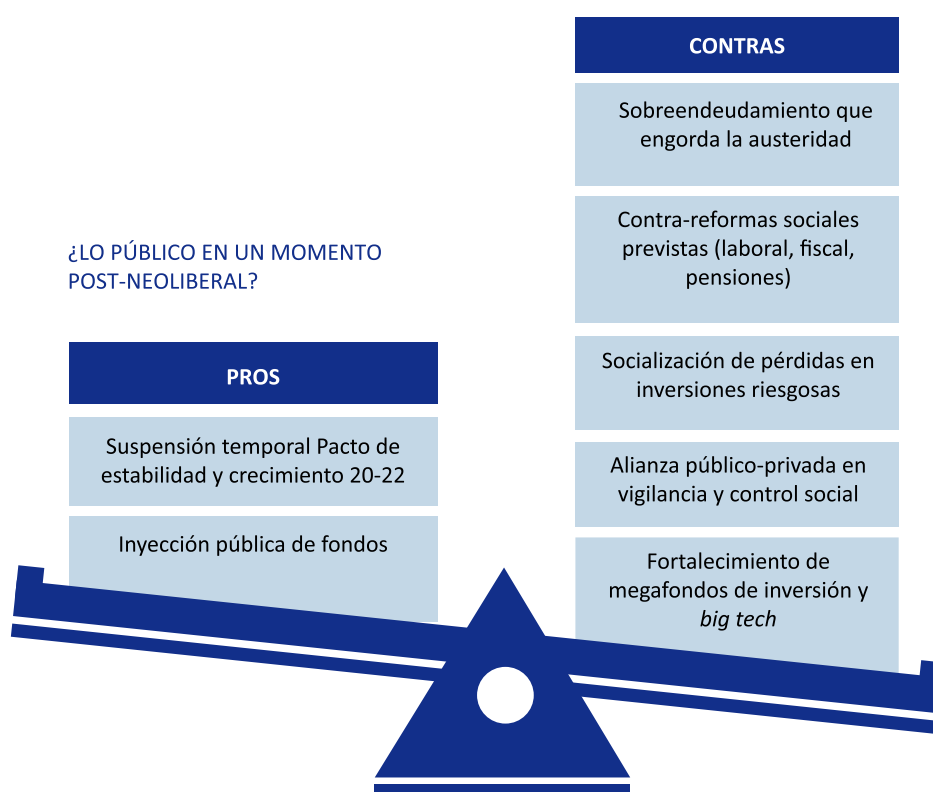 ¿LO PÚBLICO EN UN MOMENTO
POST-NEOLIBERAL?
PROS
Suspensión temporal Pacto de
estabilidad y crecimiento 20-22
Inyección pública de fondos
CONTRAS
Sobreendeudamiento que
engorda la austeridad
Contra-reformas sociales
previstas (laboral, fiscal,
pensiones)
Socialización de pérdidas en
inversiones riesgosas
Alianza público-privada en
vigilancia y control social
Fortalecimiento de
megafondos de inversión y
big tech